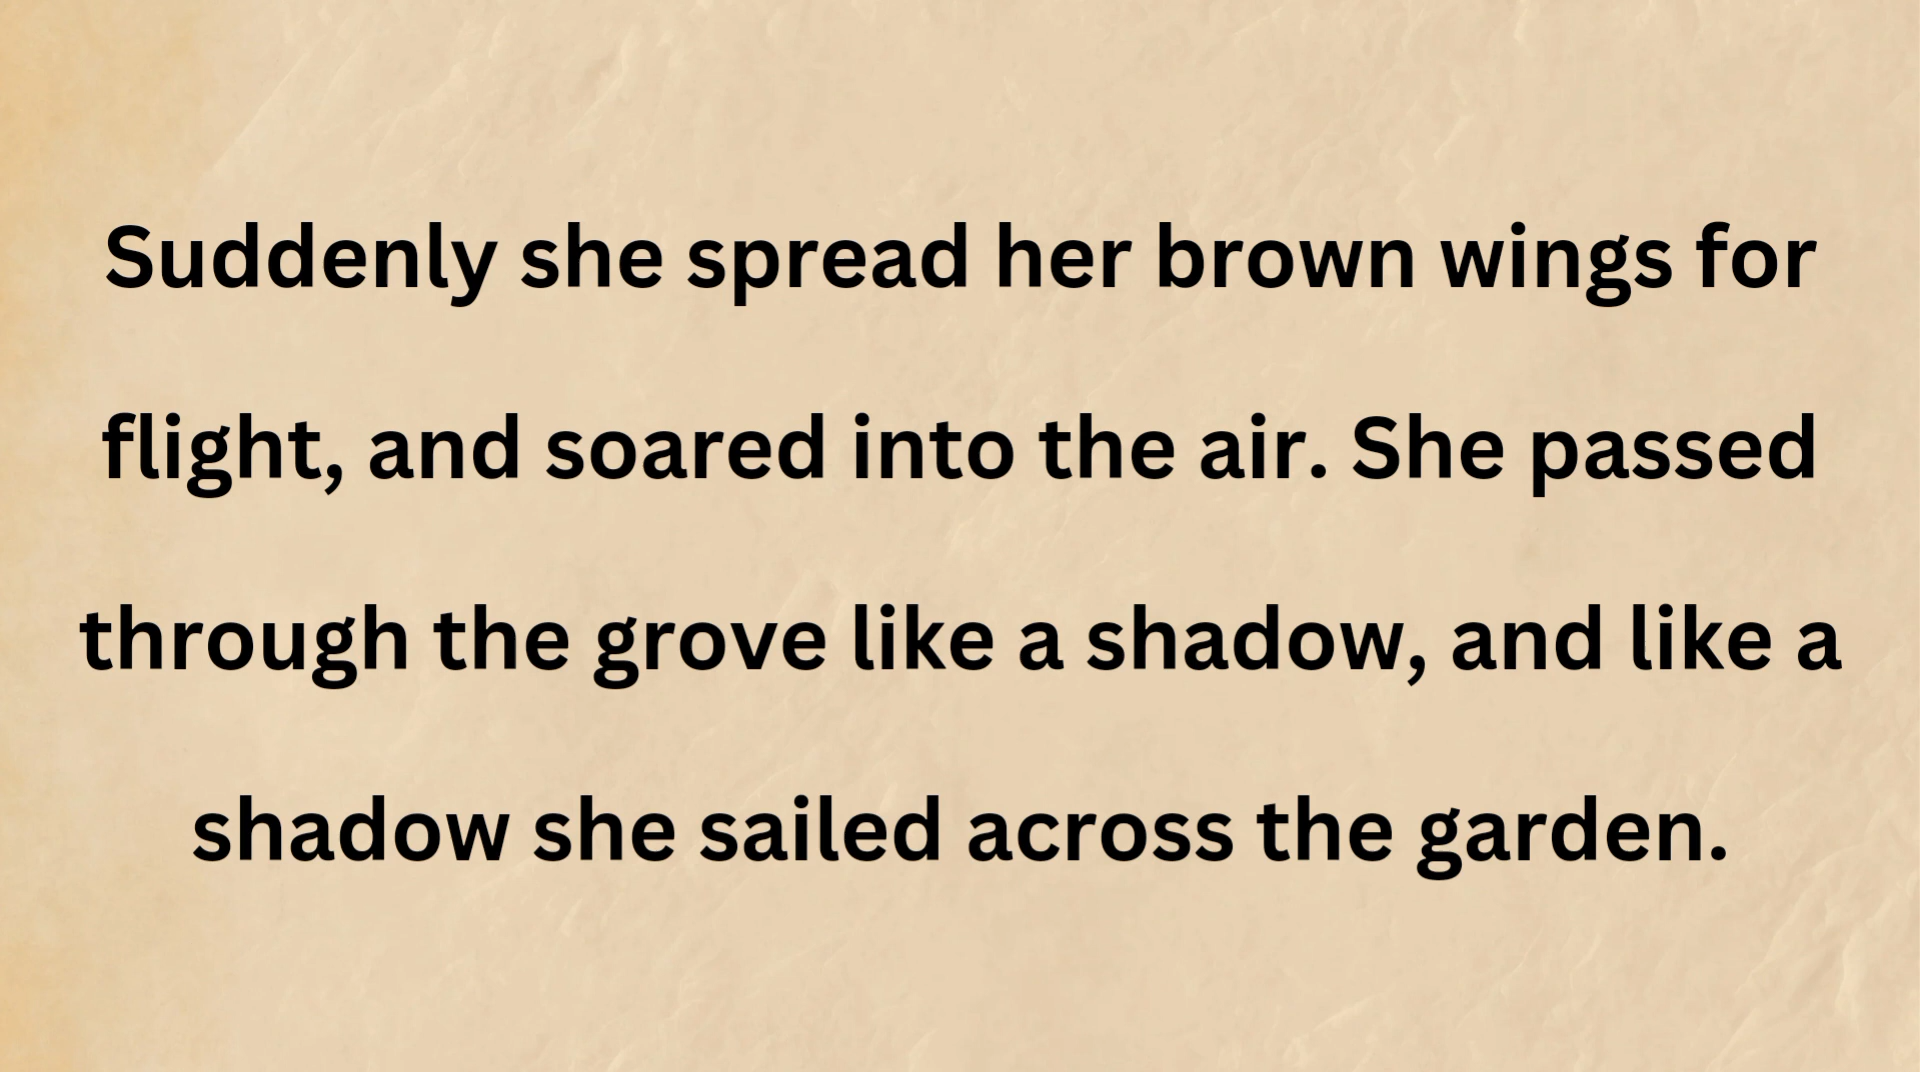 Suddenly she spread her brown wings for
flight, and soared into the air. She passed
through the grove like a shadow, and like a
shadow she sailed across the garden.